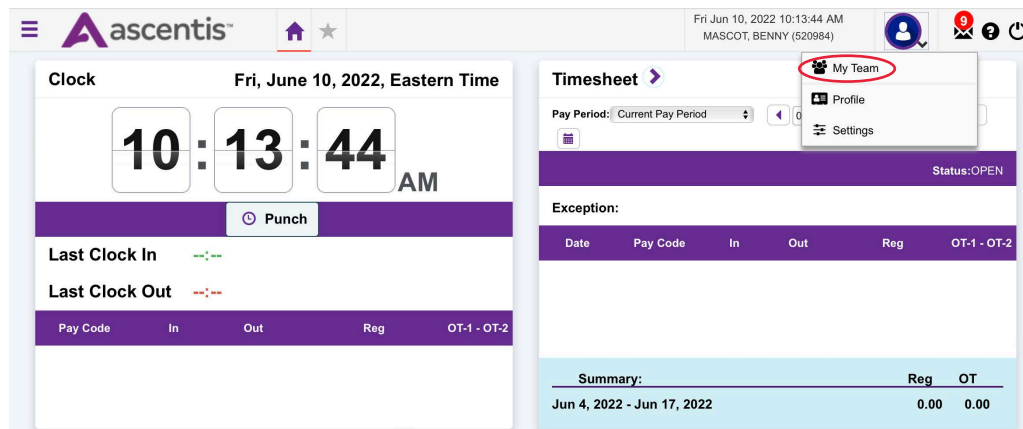 ascentis™
Fri Jun 10, 2022 10:13:44 AM
MASCOT, BENNY (520984)
9
My Team
Profile
Settings
Clock
Fri, June 10, 2022, Eastern Time
10:13:44 AM
Punch
Last Clock In --:--
Last Clock Out --:--
Pay Code In Out Reg OT-1 - OT-2
Timesheet
Pay Period: Current Pay Period
0
Status:OPEN
Exception:
Date Pay Code In Out Reg OT-1 - OT-2
Summary: Reg OT
Jun 4, 2022 - Jun 17, 2022 0.00 0.00